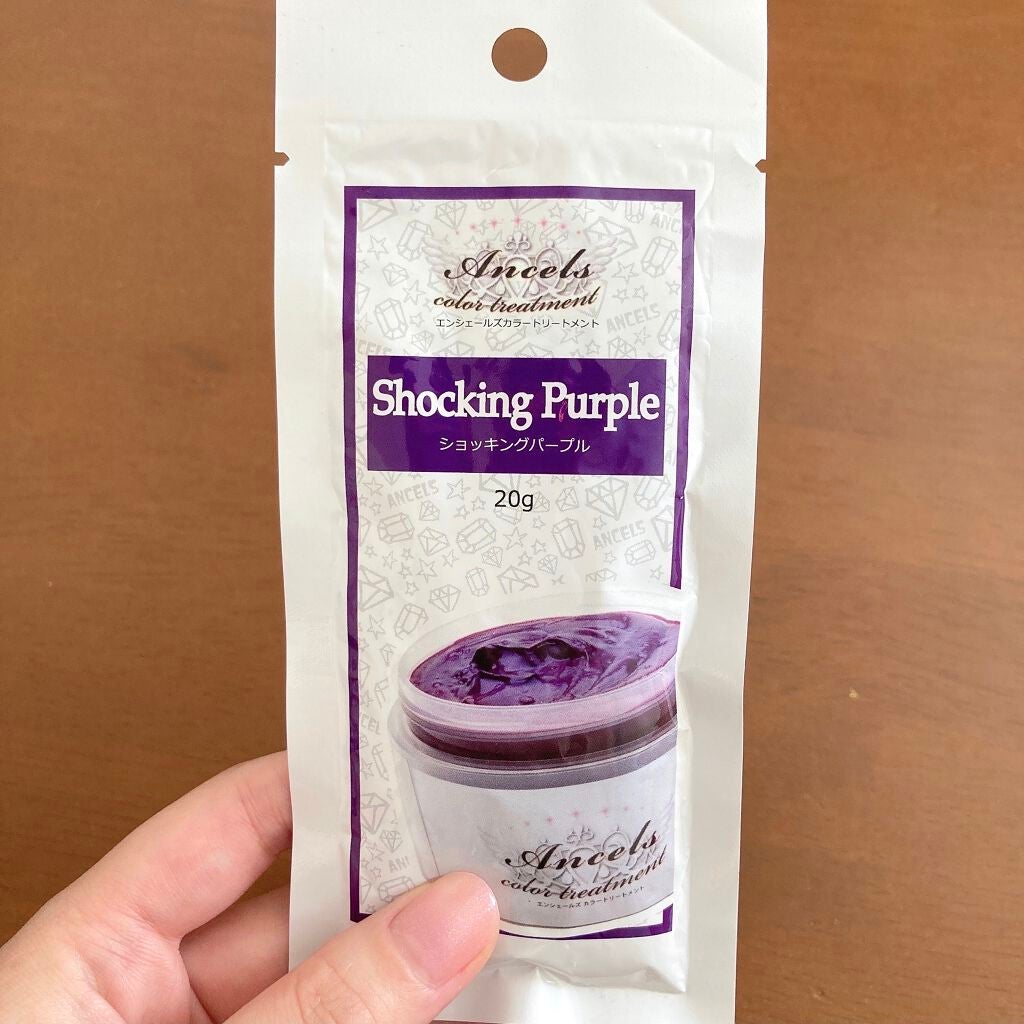 Ancels
color treatment
エンシェールズカラートリートメント
Shocking Purple
ショッキングパープル
20g
ANCELS
ANCELS
ANCELS
ANCELS
Ancels
color treatment
エンシェールズ カラートリートメント